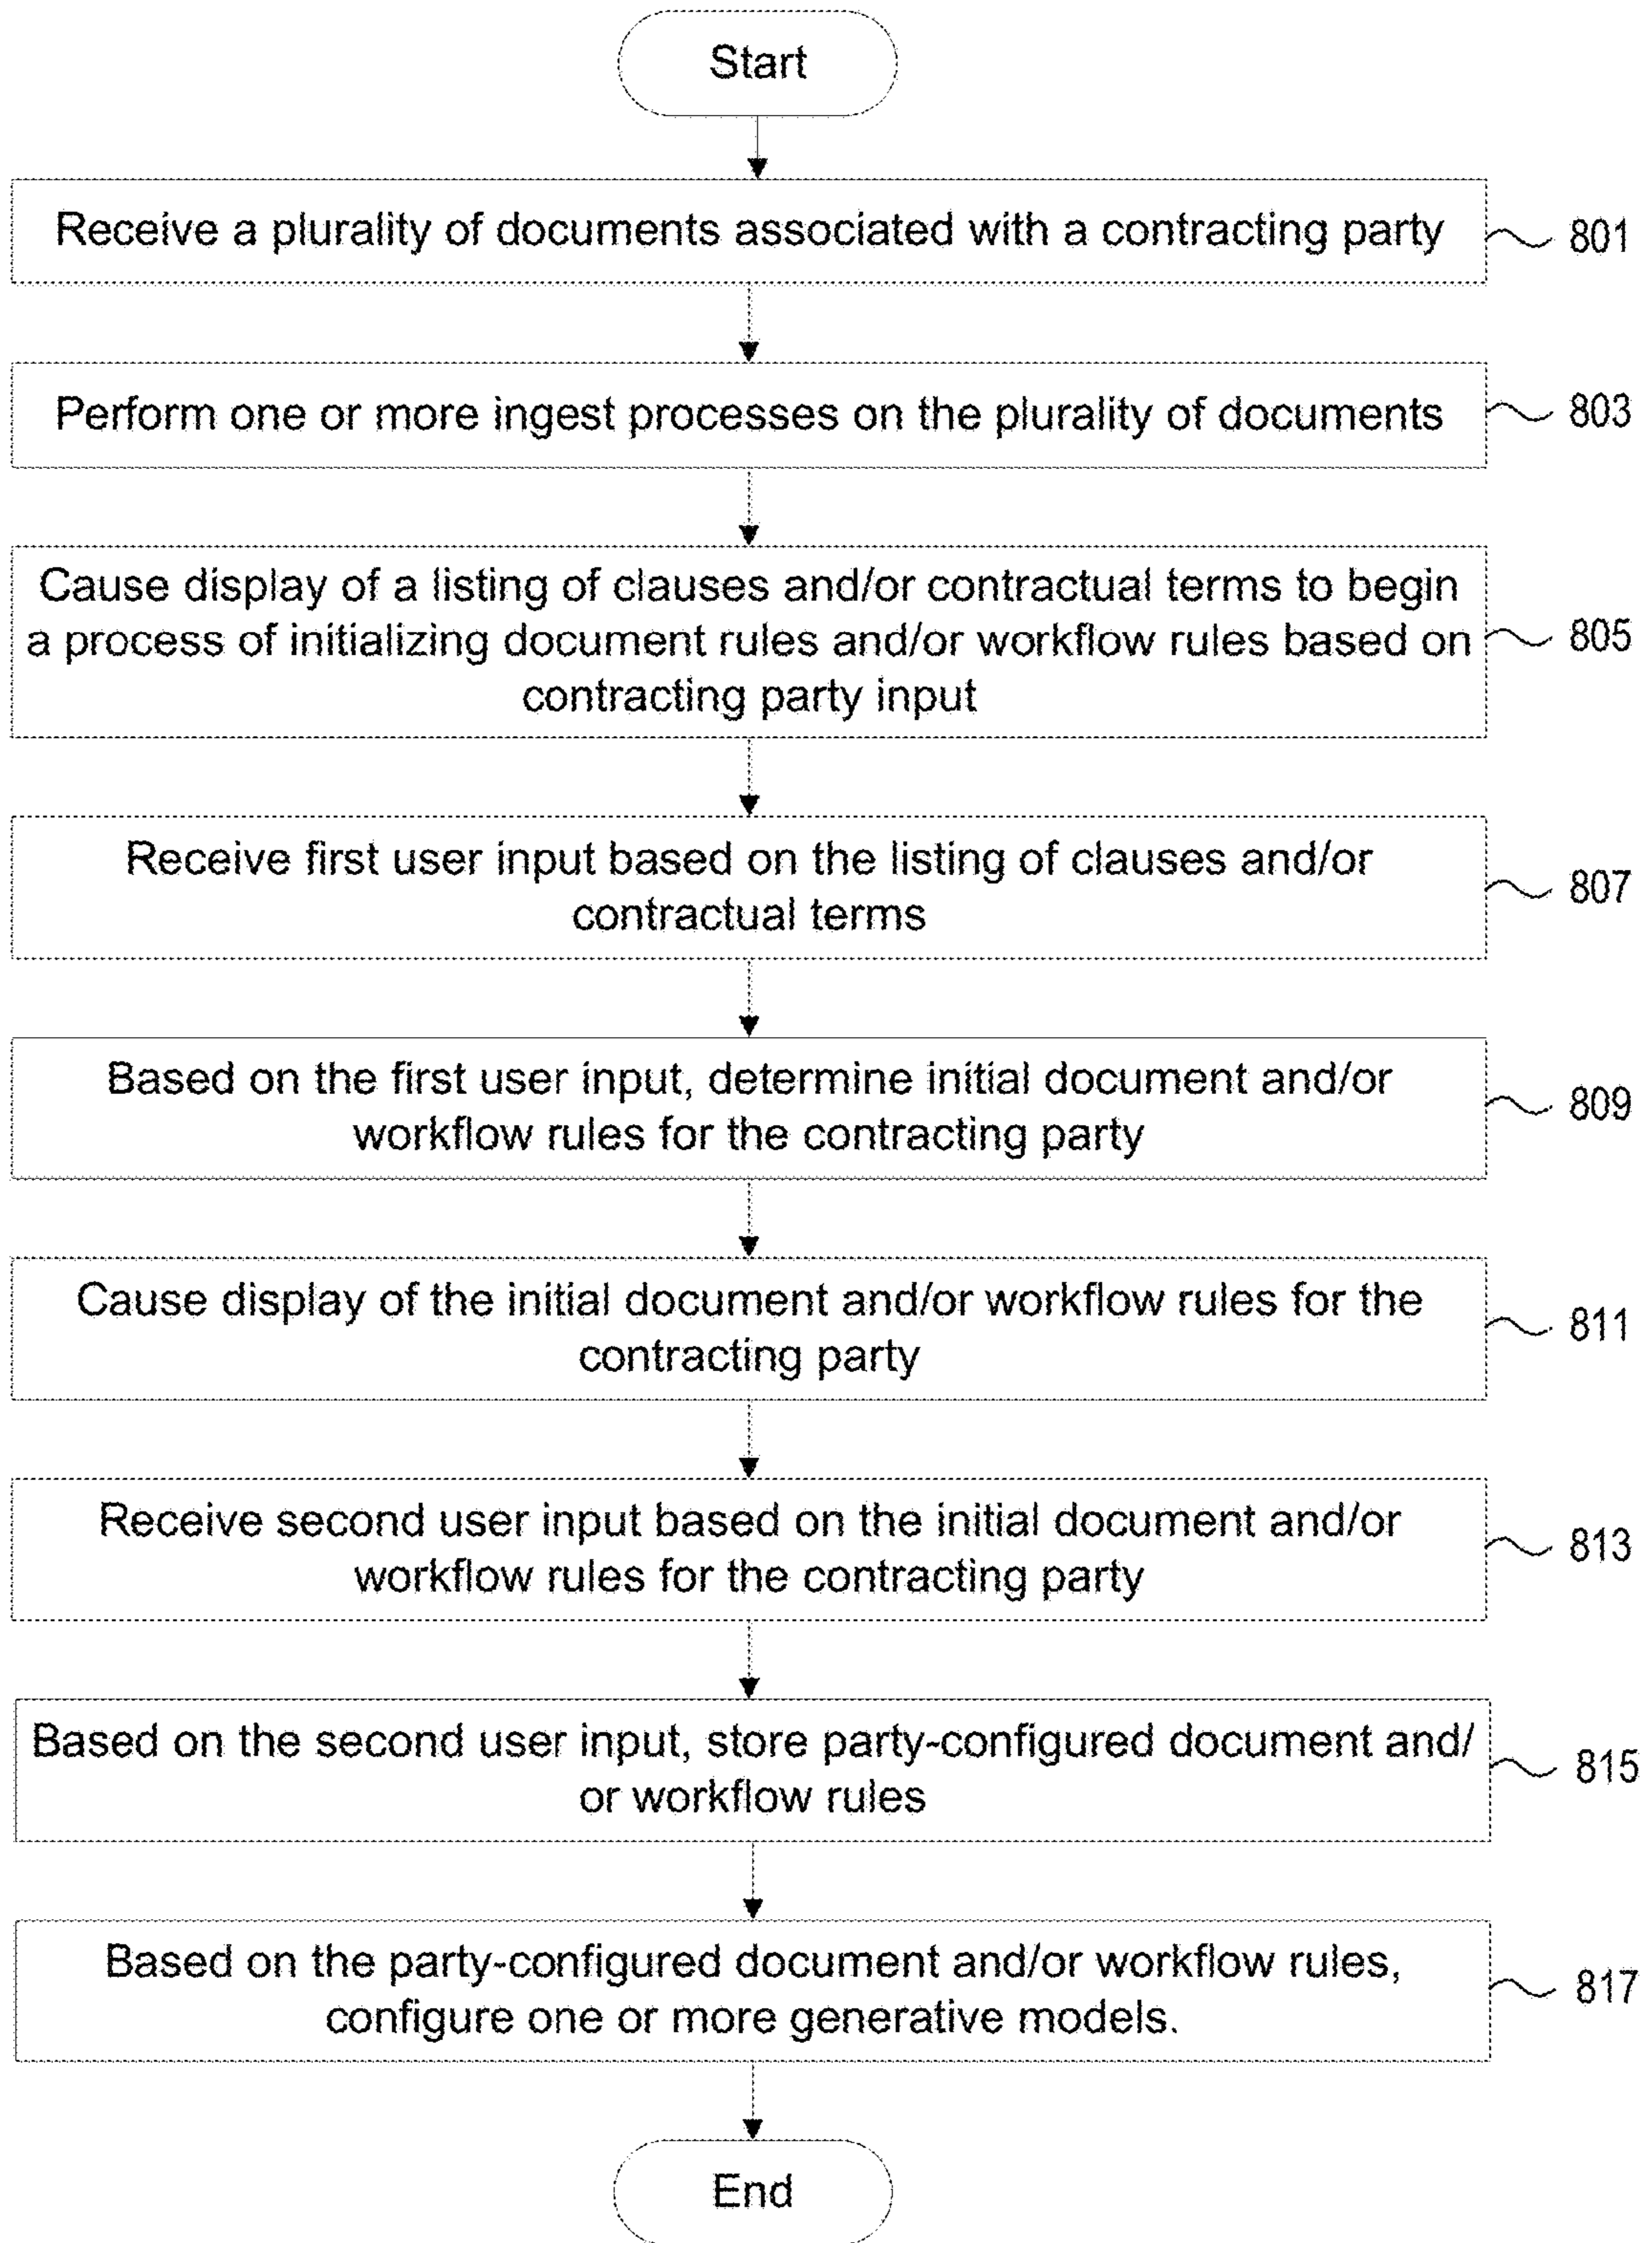 Start
Receive a plurality of documents associated with a contracting party
801
Perform one or more ingest processes on the plurality of documents
803
Cause display of a listing of clauses and/or contractual terms to begin
a process of initializing document rules and/or workflow rules based on
contracting party input
805
Receive first user input based on the listing of clauses and/or
contractual terms
807
Based on the first user input, determine initial document and/or
workflow rules for the contracting party
809
Cause display of the initial document and/or workflow rules for the
contracting party
811
Receive second user input based on the initial document and/or
workflow rules for the contracting party
813
Based on the second user input, store party-configured document and/
or workflow rules
815
Based on the party-configured document and/or workflow rules,
configure one or more generative models.
817
End